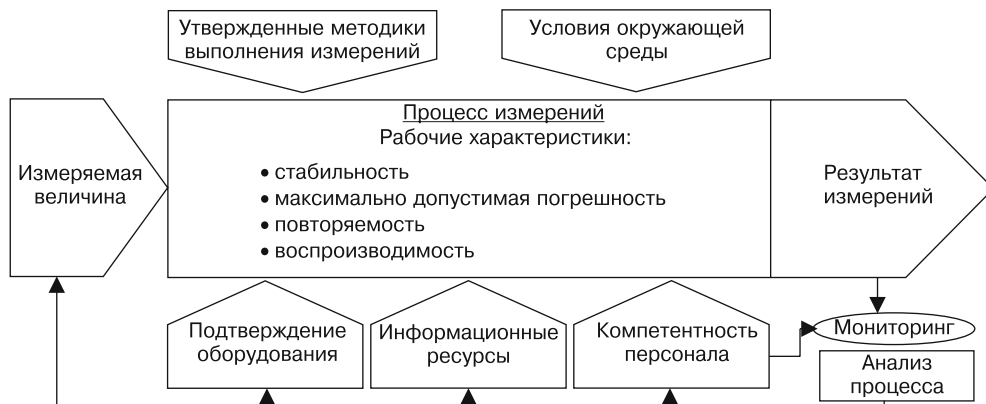 Утвержденные методики
выполнения измерений
Условия окружающей
среды
Процесс измерений
Рабочие характеристики:
• стабильность
• максимально допустимая погрешность
• повторяемость
• воспроизводимость
Измеряемая
величина
Результат
измерений
Подтверждение
оборудования
Информационные
ресурсы
Компетентность
персонала
Мониторинг
Анализ
процесса